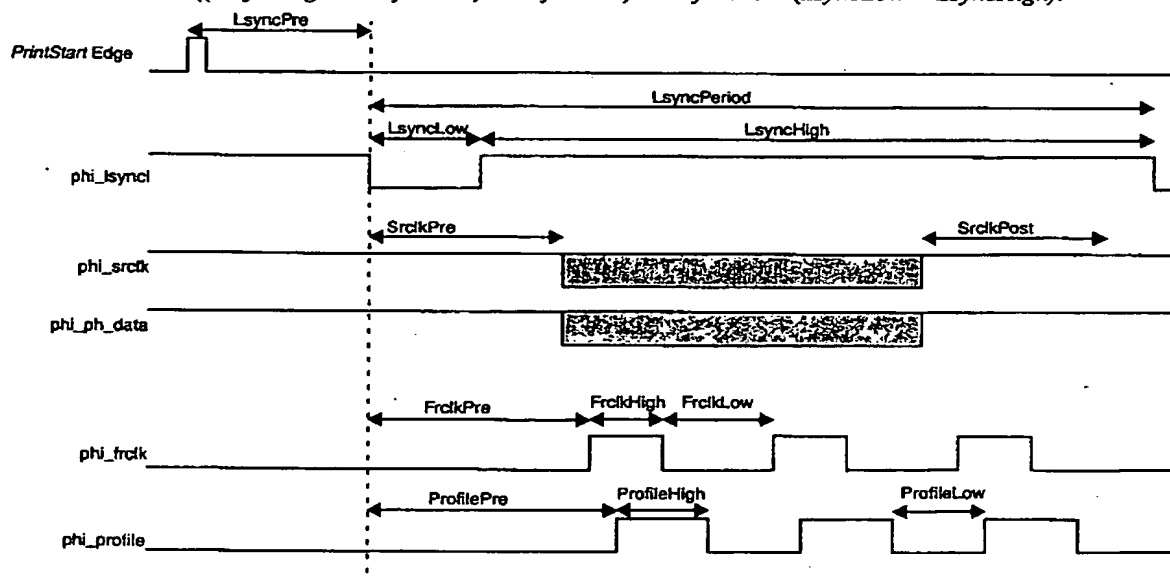 LsyncPre
PrintStart Edge
LsyncPeriod
LsyncLow
LsyncHigh
phi_lsyncl
SrclkPre
SrclkPost
phi_srclk
phi_ph_data
FrclkPre
FrclkHigh
FrclkLow
phi_frclk
ProfilePre
ProfileHigh
ProfileLow
phi_profile